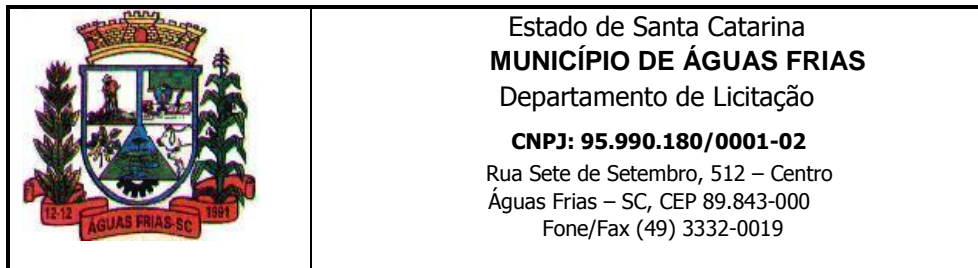 12-12
ÁGUAS FRIAS-SC
1991
Estado de Santa Catarina
MUNICÍPIO DE ÁGUAS FRIAS
Departamento de Licitação
CNPJ: 95.990.180/0001-02
Rua Sete de Setembro, 512 – Centro
Águas Frias – SC, CEP 89.843-000
Fone/Fax (49) 3332-0019